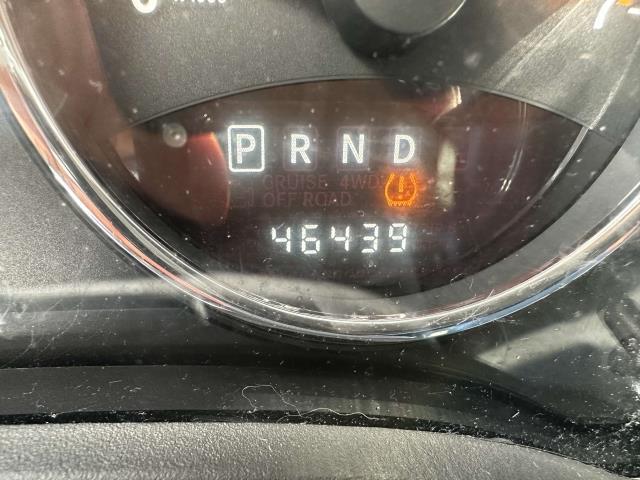 P R N D
CRUISE 4WD
OFF ROAD
46439